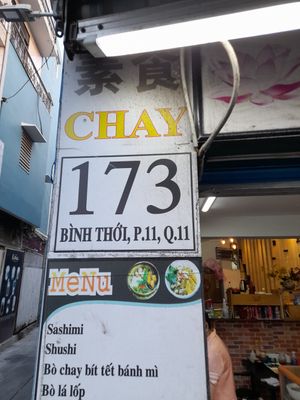 素食
CHAY
173
BÌNH THỚI, P.11, Q.11
MeNu
Sashimi
Shushi
Bò chay bít tết bánh mì
Bò lá lốp